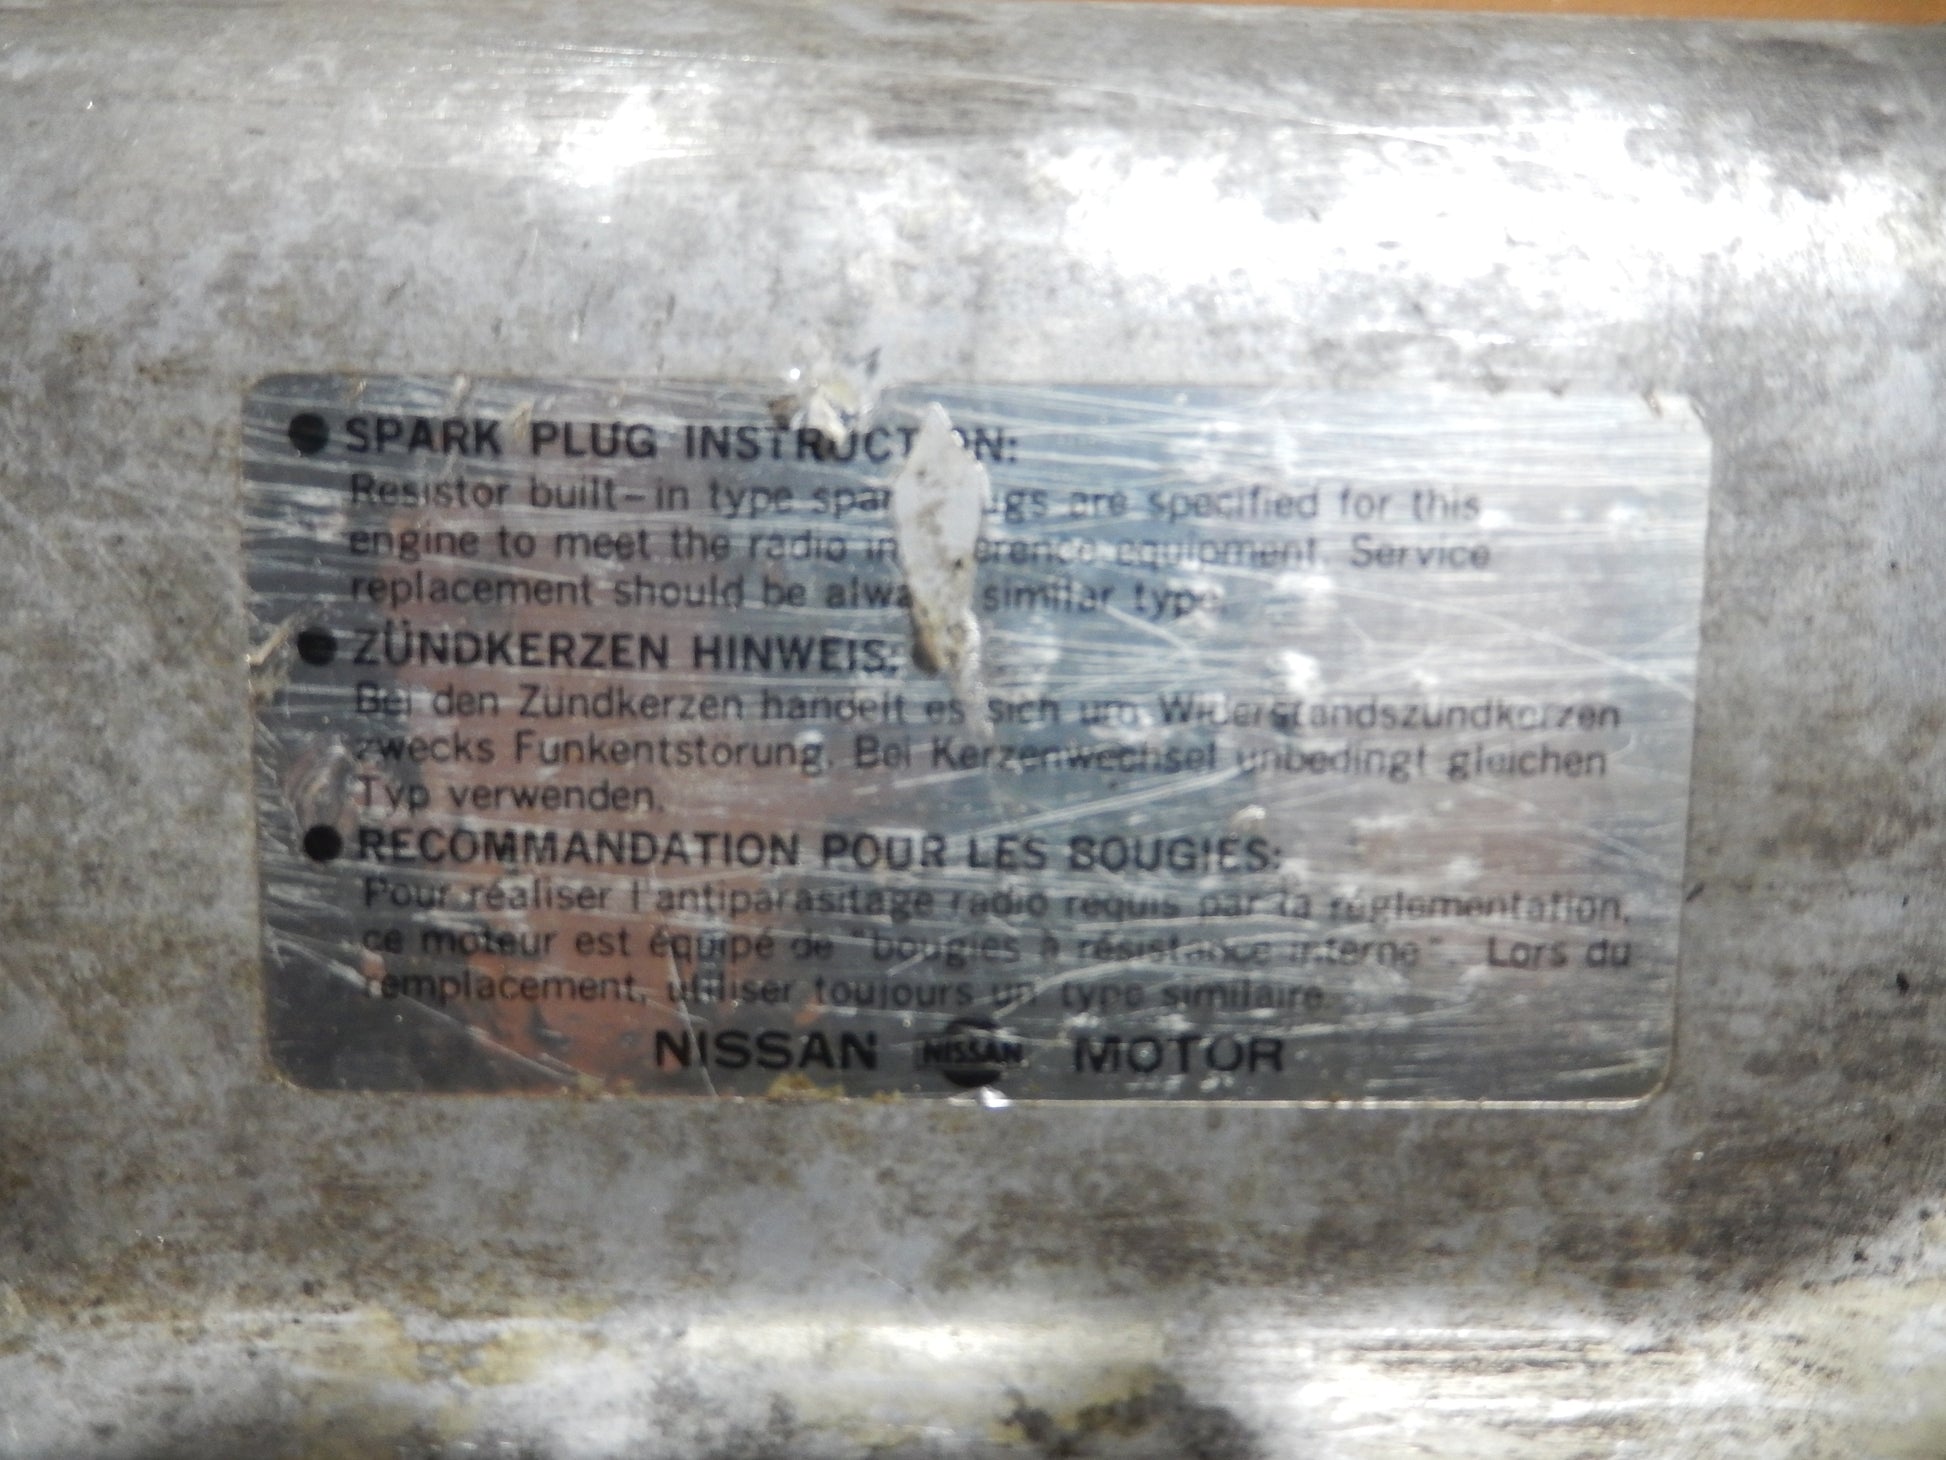 ● SPARK PLUG INSTRUCTION:
Resistor built-in type spark plugs are specified for this
engine to meet the radio interference equipment. Service
replacement should be always similar type.
● ZÜNDKERZEN HINWEIS:
Bei den Zündkerzen handelt es sich um Widerstandszündkerzen
zwecks Funkentstörung. Bei Kerzenwechsel unbedingt gleichen
Typ verwenden.
● RECOMMANDATION POUR LES BOUGIES:
Pour réaliser l'antiparasitage radio requis par la réglementation,
ce moteur est équipé de "bougies à résistance interne". Lors du
remplacement, utiliser toujours un type similaire.
NISSAN NISSAN MOTOR